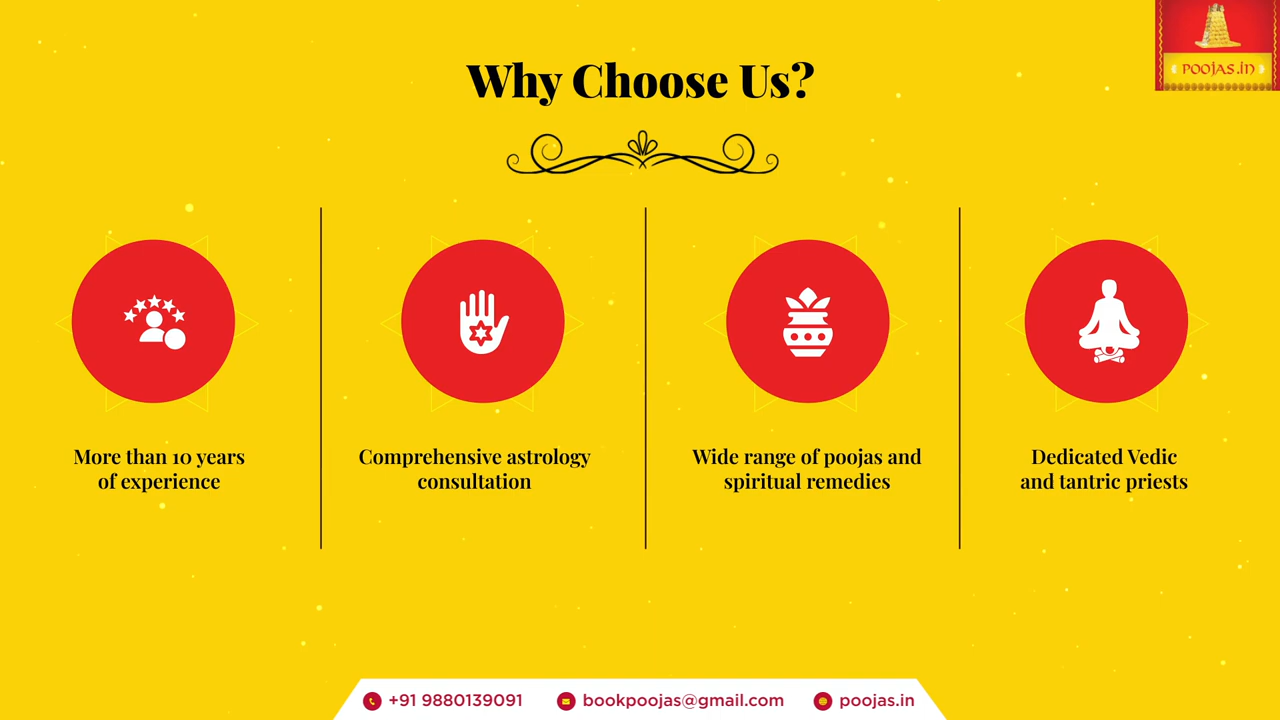 POOJAS.in
Why Choose Us?
More than 10 years
of experience
Comprehensive astrology
consultation
Wide range of poojas and
spiritual remedies
Dedicated Vedic
and tantric priests
+91 9880139091
bookpoojas@gmail.com
poojas.in